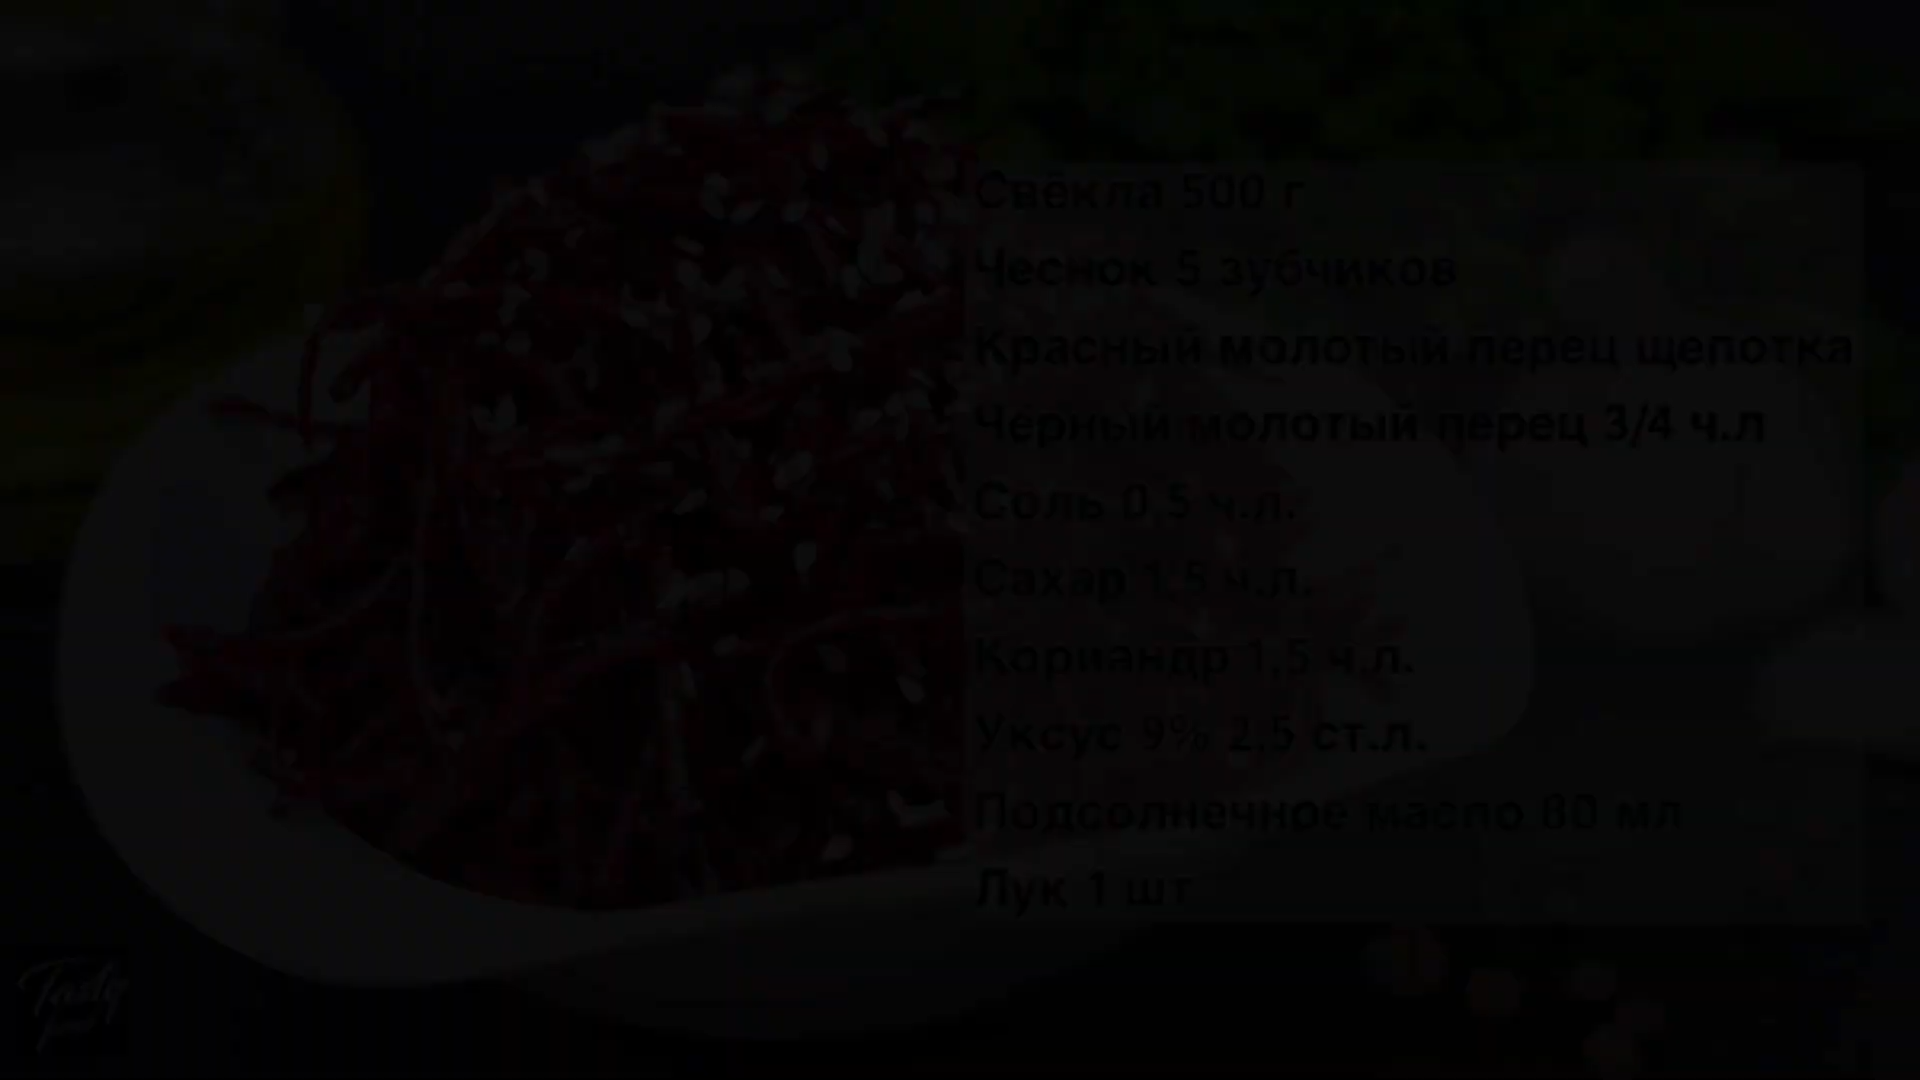 Свёкла 500 г
Чеснок 5 зубчиков
Красный молотый перец щепотка
Черный молотый перец 3/4 ч.л
Соль 0,5 ч.л.
Сахар 1,5 ч.л.
Кориандр 1,5 ч.л.
Уксус 9% 2,5 ст.л.
Подсолнечное масло 80 мл
Лук 1 шт
Tasty